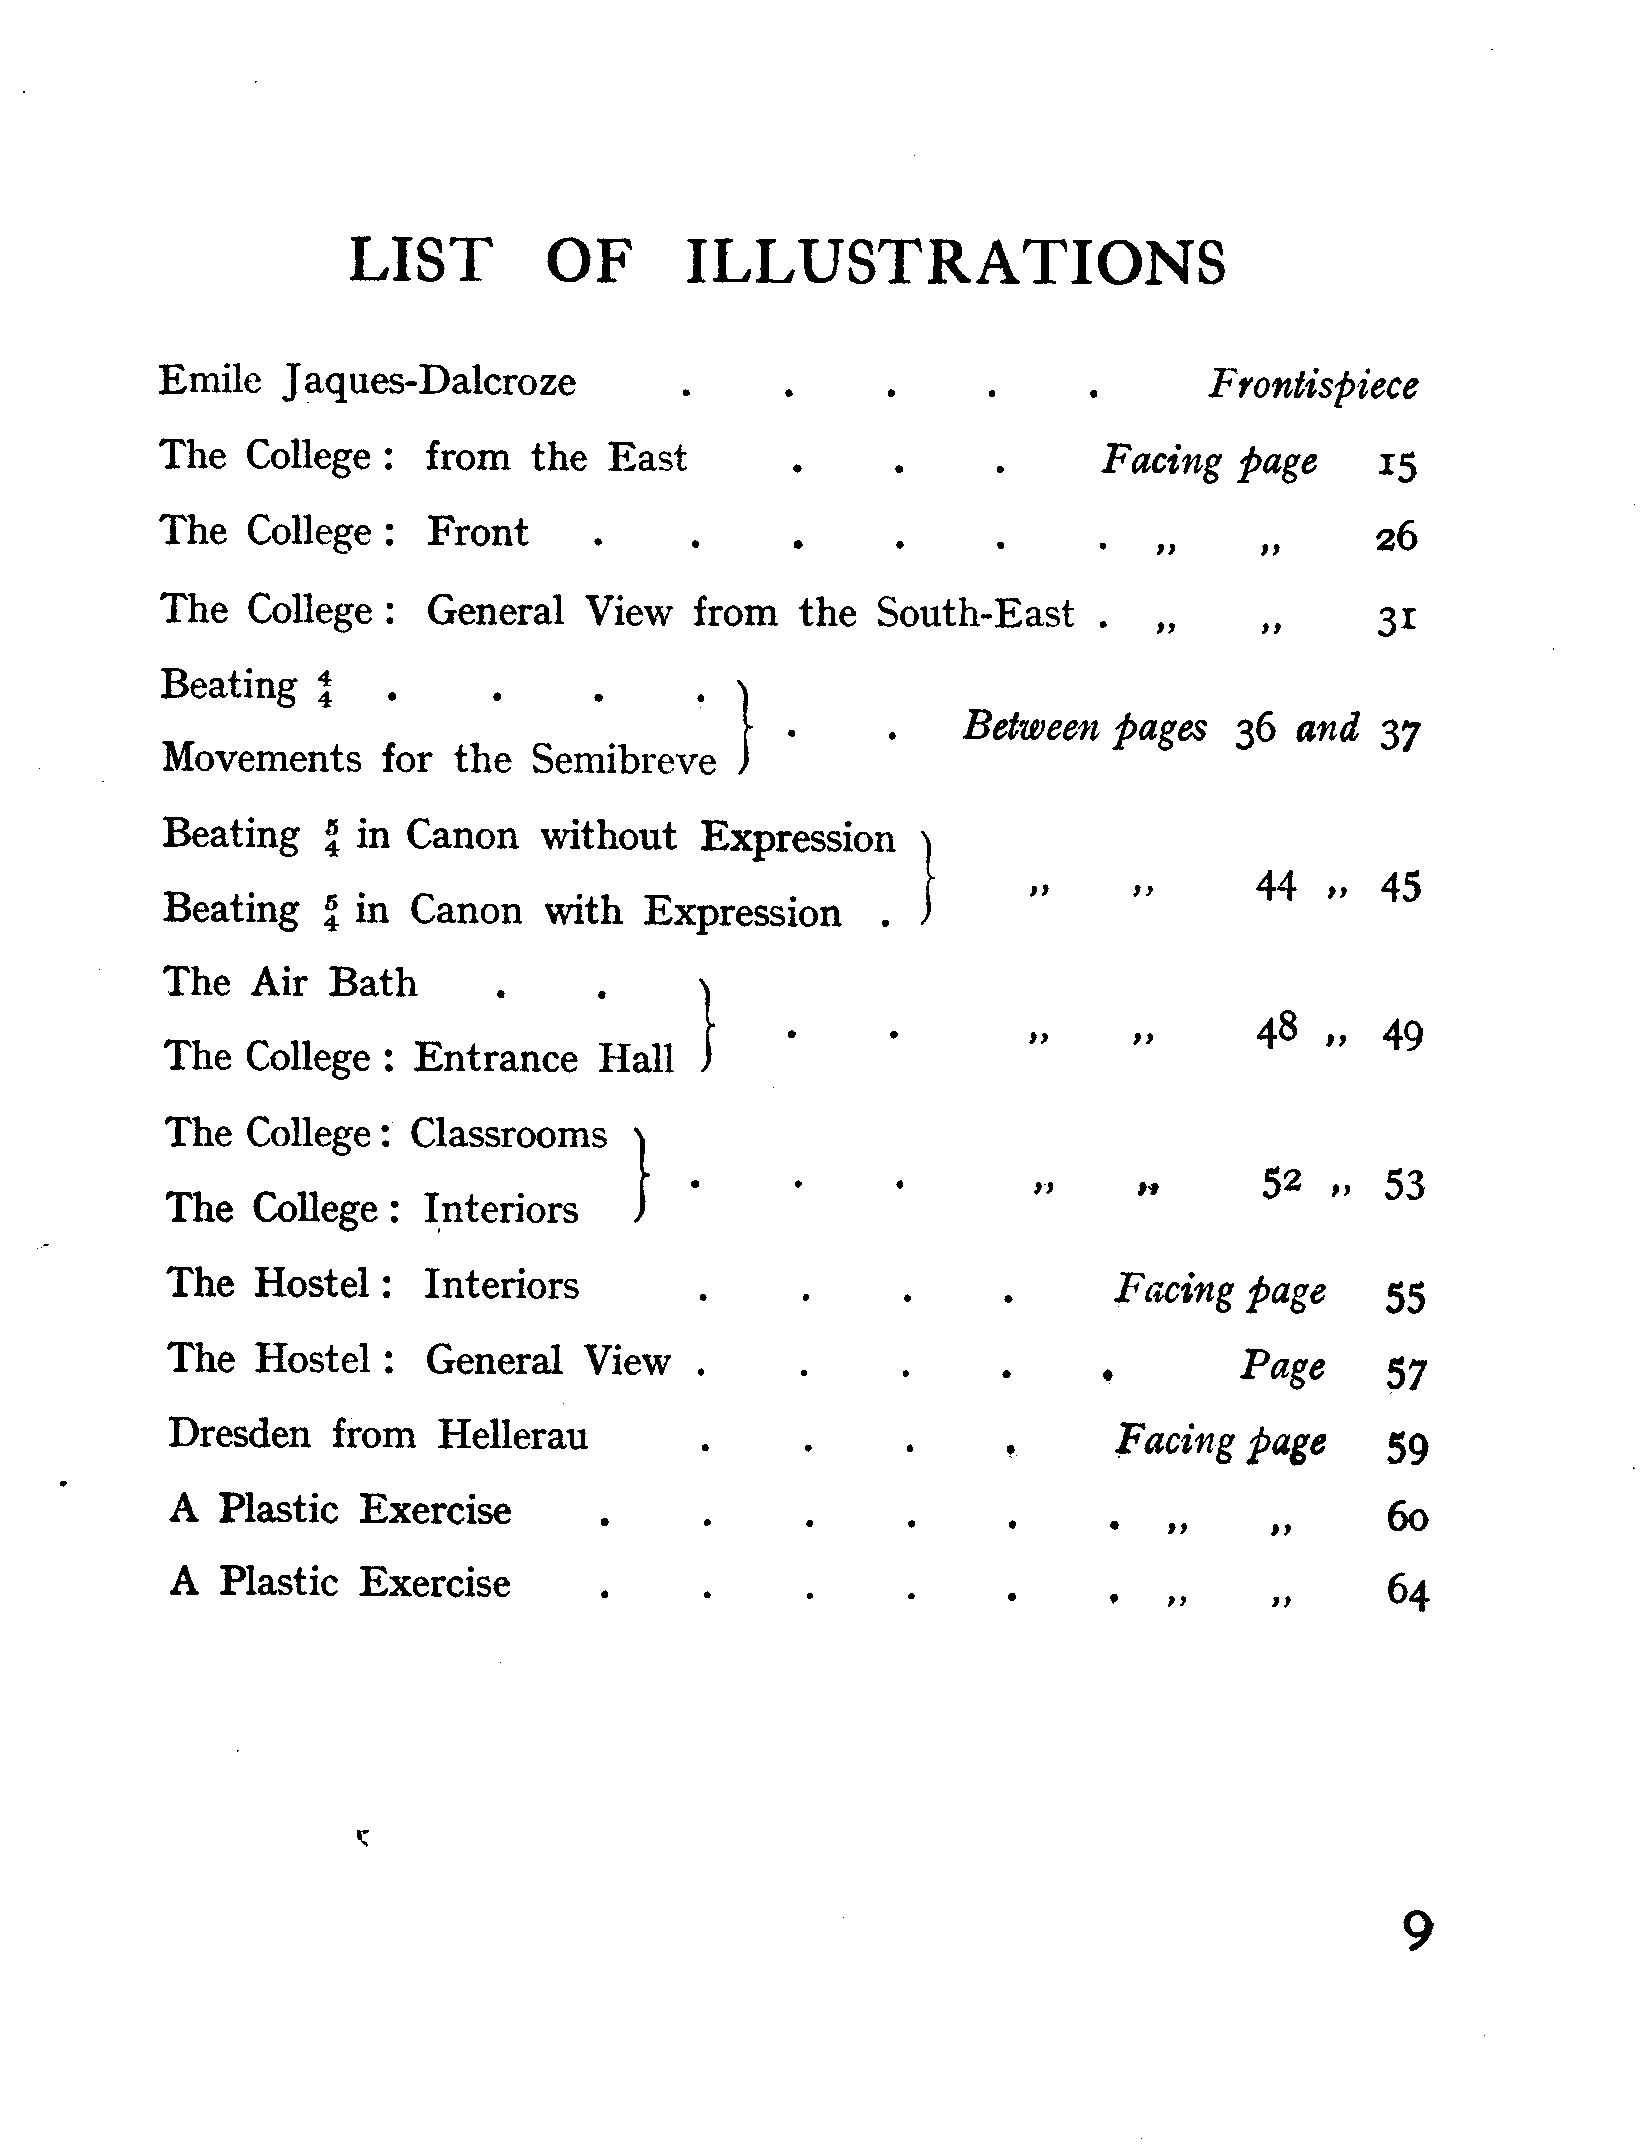 LIST OF ILLUSTRATIONS
Emile Jaques-Dalcroze . . . . . Frontispiece
The College : from the East . . . Facing page 15
The College : Front . . . . . . „ „ 26
The College : General View from the South-East . „ „ 31
Beating 4/4 . . . .
Movements for the Semibreve } . . Between pages 36 and 37
Beating 5/4 in Canon without Expression
Beating 5/4 in Canon with Expression . } „ „ 44 „ 45
The Air Bath . .
The College : Entrance Hall } . . „ „ 48 „ 49
The College : Classrooms
The College : Interiors } . . . „ „ 52 „ 53
The Hostel : Interiors . . . . Facing page 55
The Hostel : General View . . . . . Page 57
Dresden from Hellerau . . . . Facing page 59
A Plastic Exercise . . . . . . „ „ 60
A Plastic Exercise . . . . . . „ „ 64
9